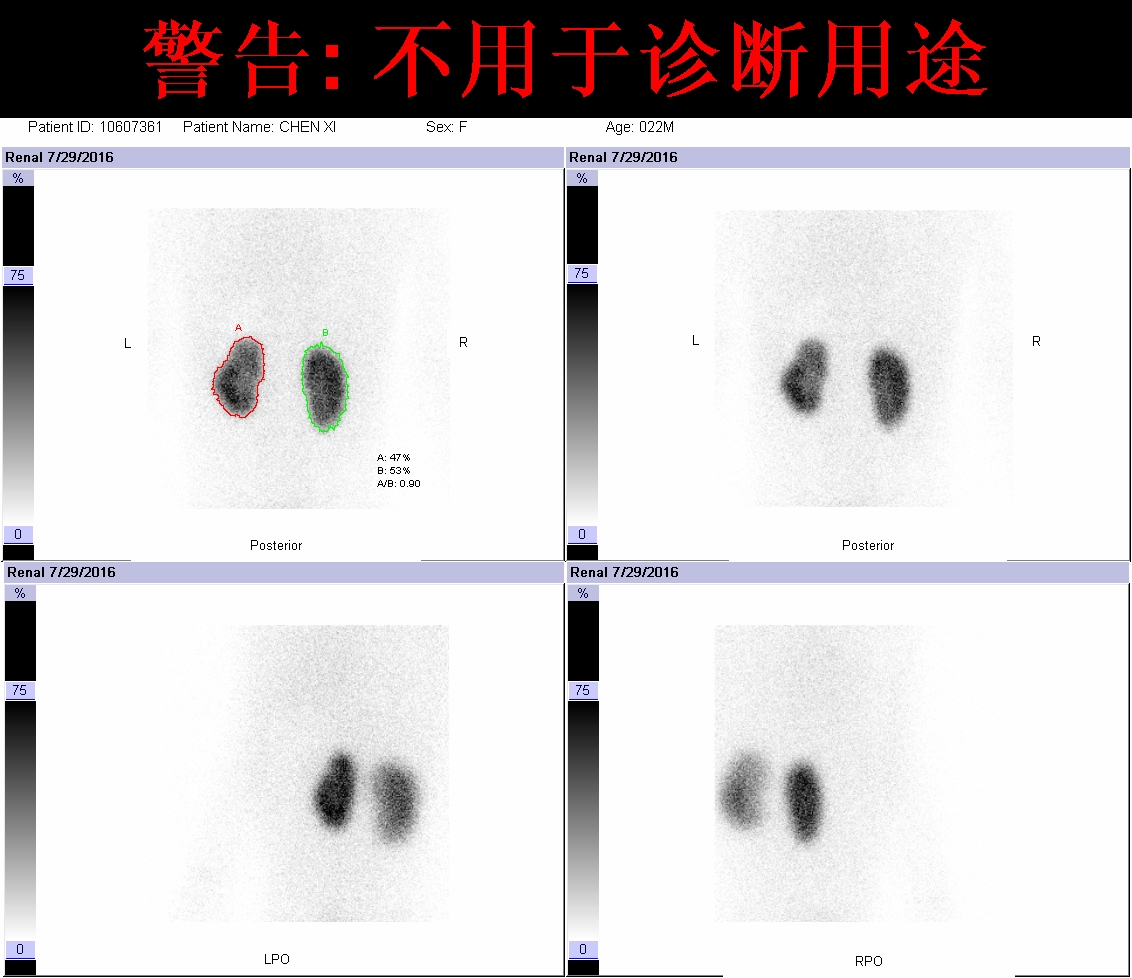 警告: 不用于诊断用途
Patient ID: 10607361 Patient Name: CHEN XI Sex: F Age: 022M
Renal 7/29/2016
%
75
0
L
R
A
B
A: 47%
B: 53%
A/B: 0.90
Posterior
Renal 7/29/2016
%
75
0
L
R
Posterior
Renal 7/29/2016
%
75
0
LPO
Renal 7/29/2016
%
75
0
RPO